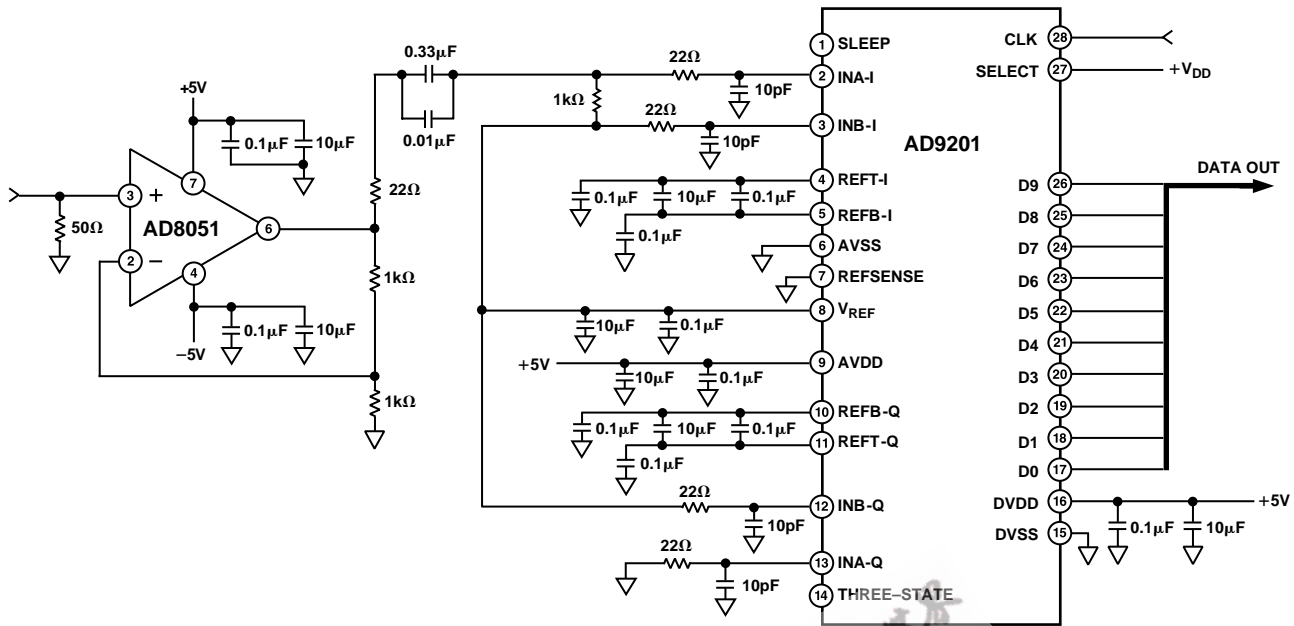 0.33μF
0.01μF
1kΩ
22Ω
10pF
22Ω
10pF
1 SLEEP
2 INA-I
3 INB-I
AD9201
CLK 28
SELECT 27
+VDD
+5V
0.1μF
10μF
7
3 +
50Ω
AD8051
6
2 −
4
0.1μF
10μF
−5V
22Ω
1kΩ
1kΩ
0.1μF
10μF
0.1μF
4 REFT-I
5 REFB-I
0.1μF
6 AVSS
7 REFSENSE
8 VREF
10μF
0.1μF
+5V
9 AVDD
10μF
0.1μF
10 REFB-Q
0.1μF
10μF
0.1μF
11 REFT-Q
0.1μF
22Ω
12 INB-Q
10pF
22Ω
13 INA-Q
10pF
14 THREE–STATE
DATA OUT
D9 26
D8 25
D7 24
D6 23
D5 22
D4 21
D3 20
D2 19
D1 18
D0 17
DVDD 16
+5V
DVSS 15
0.1μF
10μF